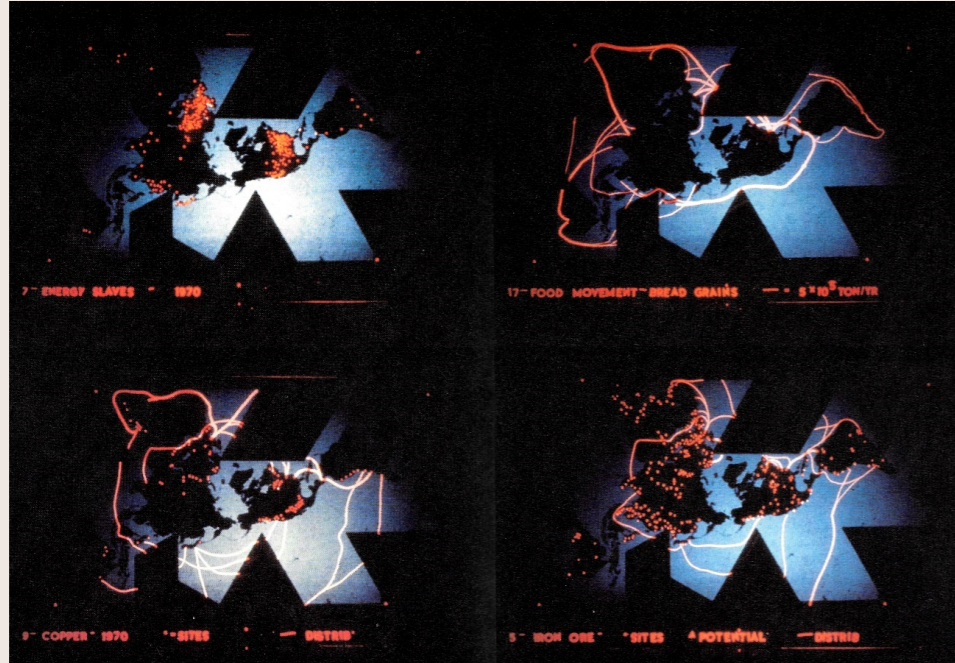 7- ENERGY SLAVES - 1970
17- FOOD MOVEMENT- BREAD GRAINS — = 5×10⁵ TON/YR
9- COPPER- 1970 •=SITES — DISTRIB'
5- IRON ORE- •SITES ▲POTENTIAL —DISTRIB